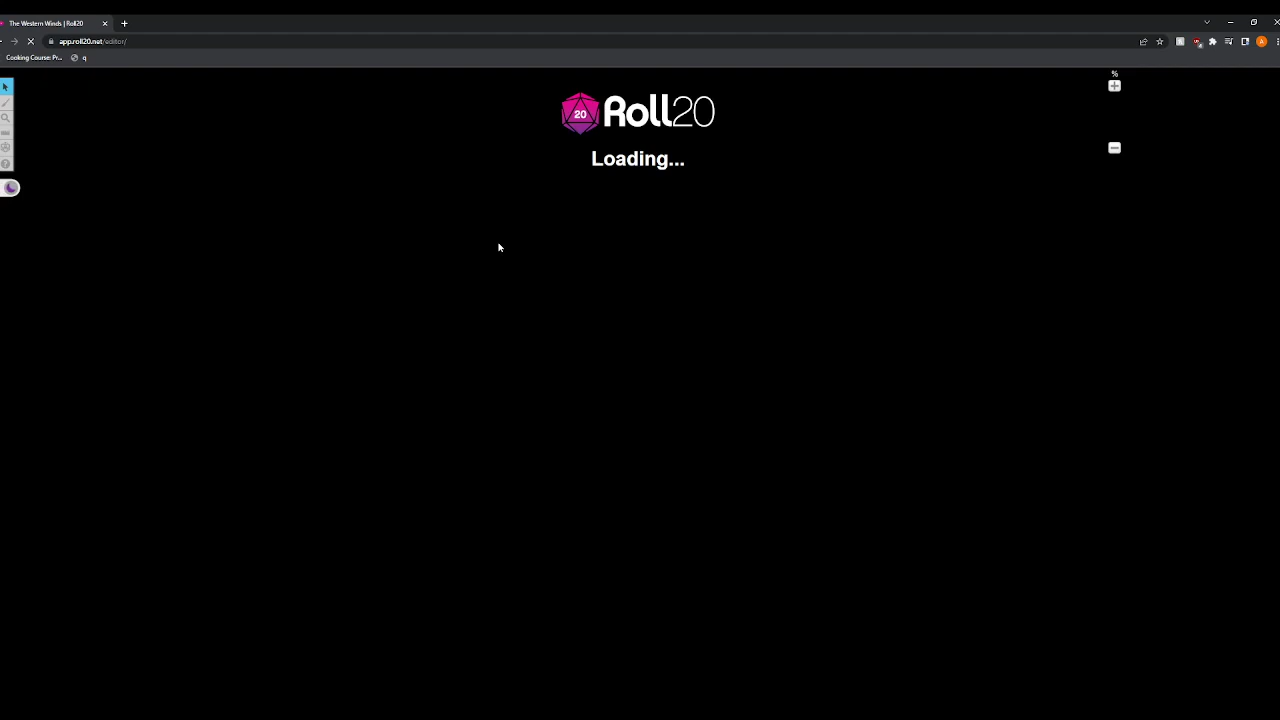 The Western Winds | Roll20
app.roll20.net/editor/
Cooking Course: Pr...
q
%
20
Roll20
Loading...